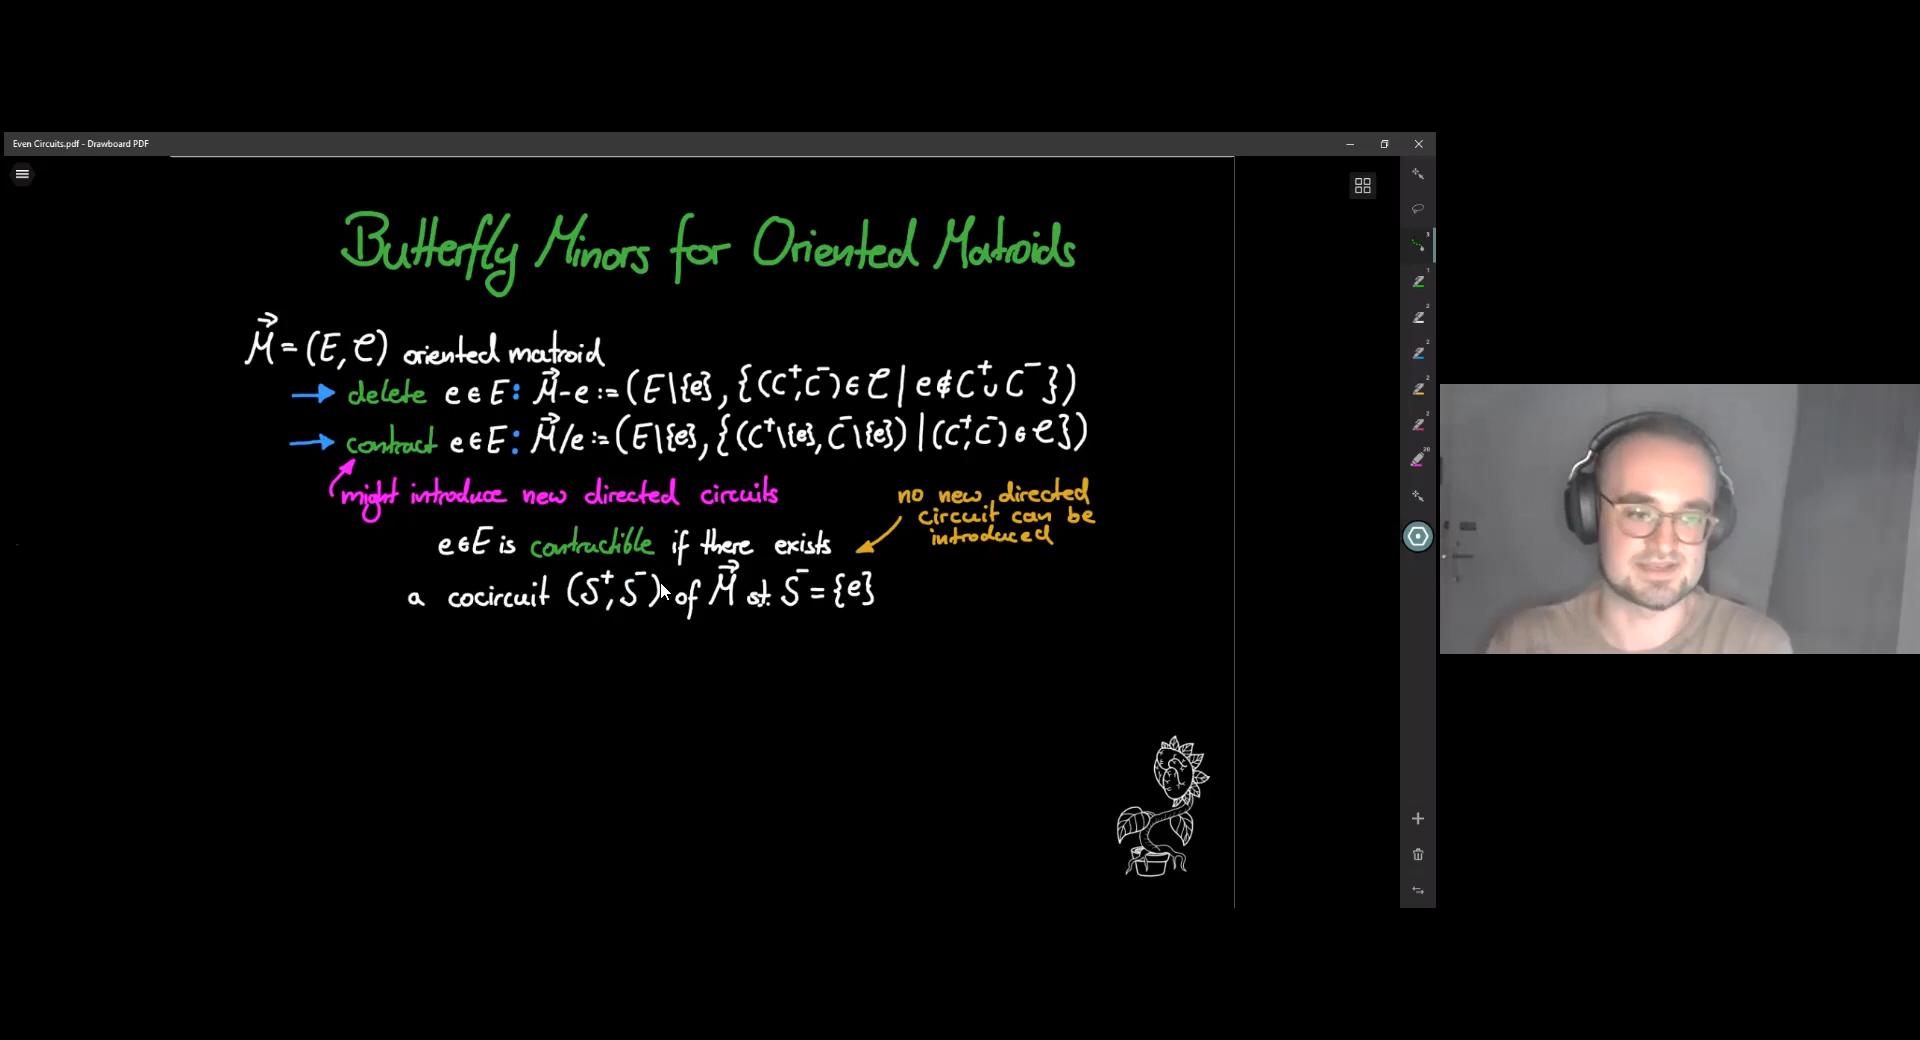 Even Circuits.pdf - Drawboard PDF
Butterfly Minors for Oriented Matroids
M⃗ = (E, C) oriented matroid
→ delete e ∈ E : M⃗ - e := (E \ {e}, {(C⁺, C⁻) ∈ C | e ∉ C⁺ ∪ C⁻})
→ contract e ∈ E : M⃗ / e := (E \ {e}, {(C⁺ \ {e}, C⁻ \ {e}) | (C⁺, C⁻) ∈ C})
might introduce new directed circuits
no new directed
circuit can be
introduced
e ∈ E is contractible if there exists
a cocircuit (S⁺, S⁻) of M⃗ st. S⁻ = {e}